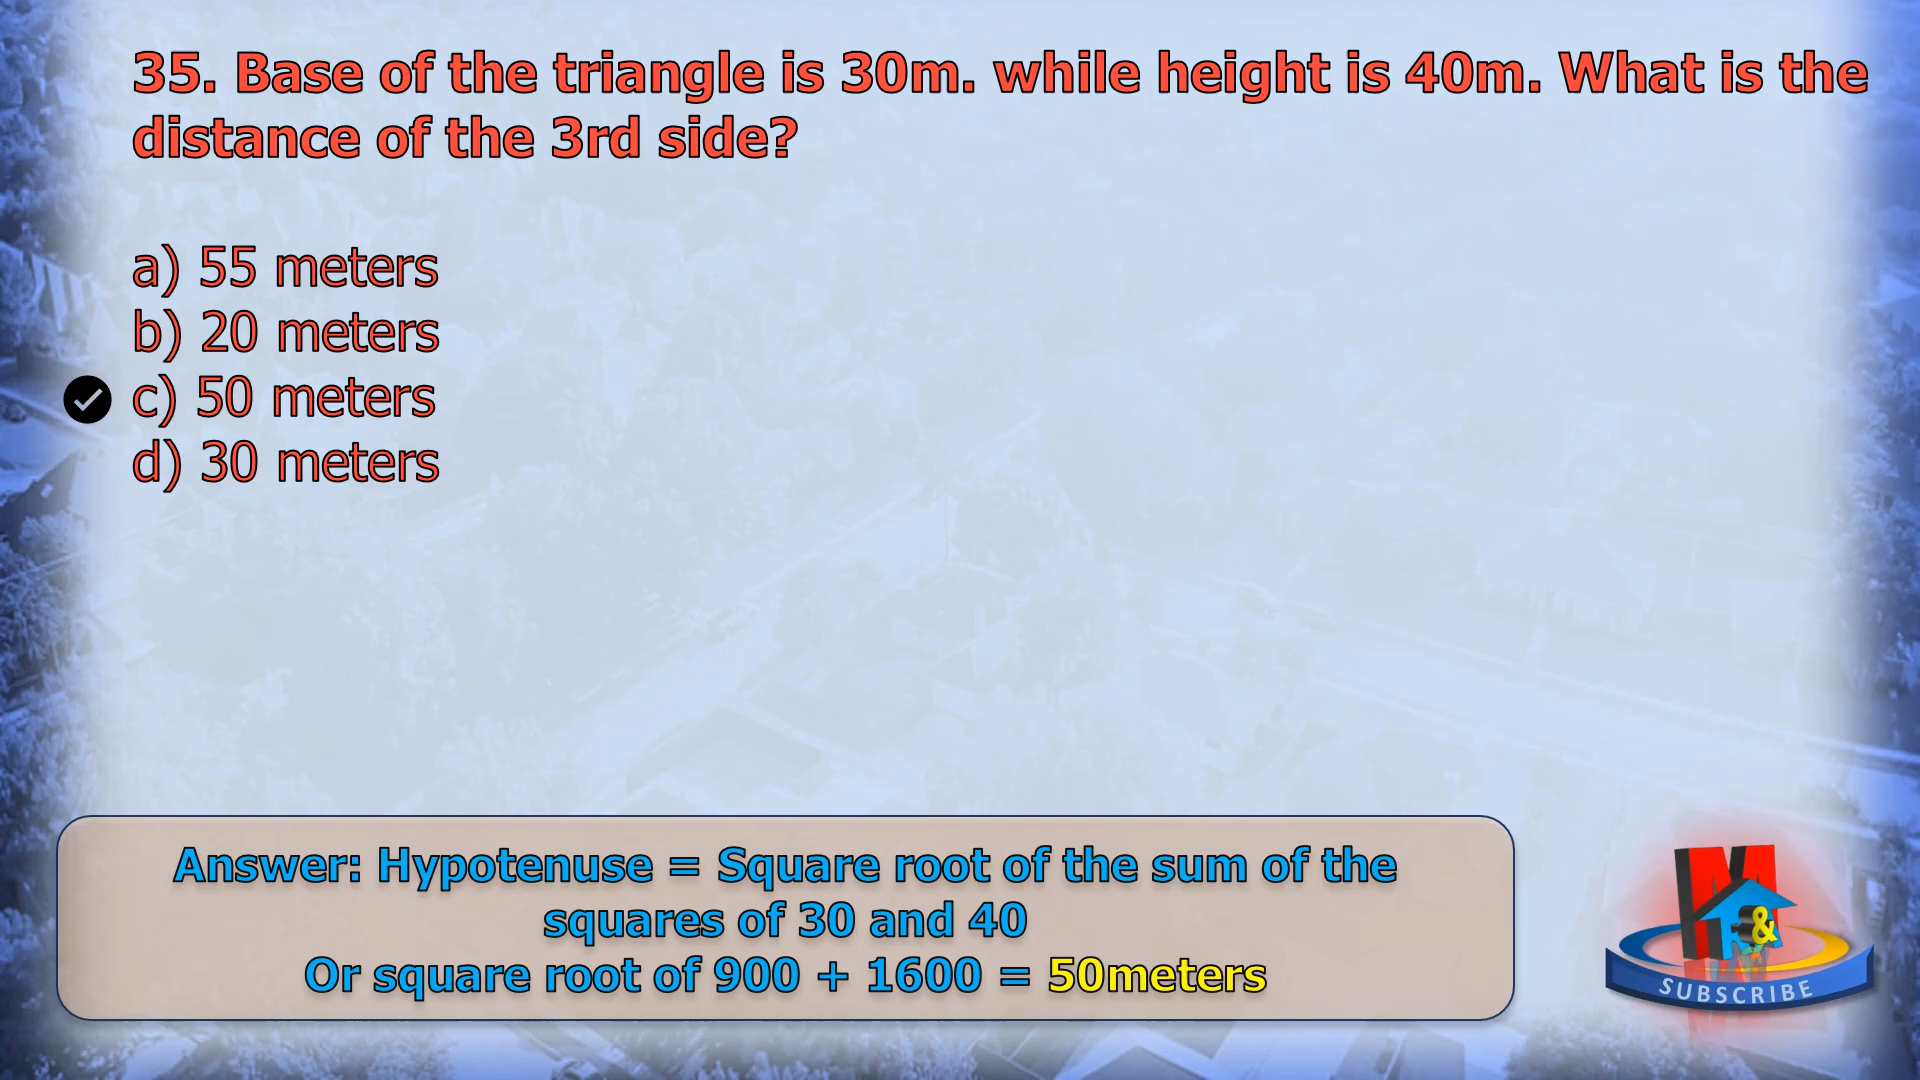 35. Base of the triangle is 30m. while height is 40m. What is the
distance of the 3rd side?
a) 55 meters
b) 20 meters
c) 50 meters
d) 30 meters
Answer: Hypotenuse = Square root of the sum of the
squares of 30 and 40
Or square root of 900 + 1600 = 50meters
&
SUBSCRIBE